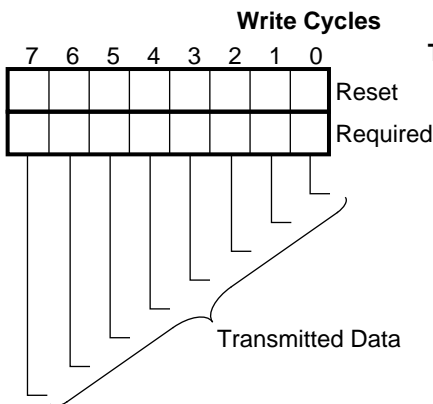 Write Cycles
7 6 5 4 3 2 1 0
Reset
Required
Transmitted Data